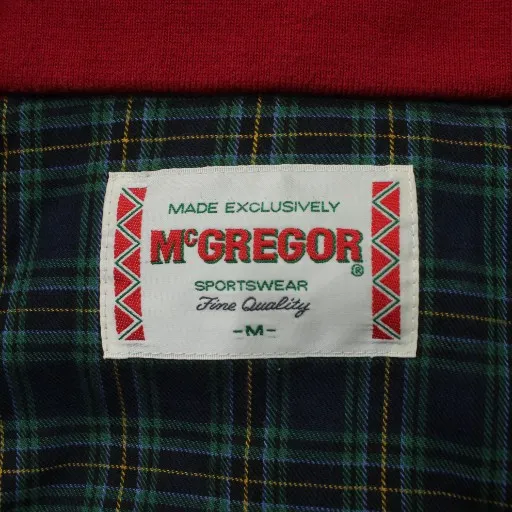 MADE EXCLUSIVELY
McGREGOR®
SPORTSWEAR
Fine Quality
-M-